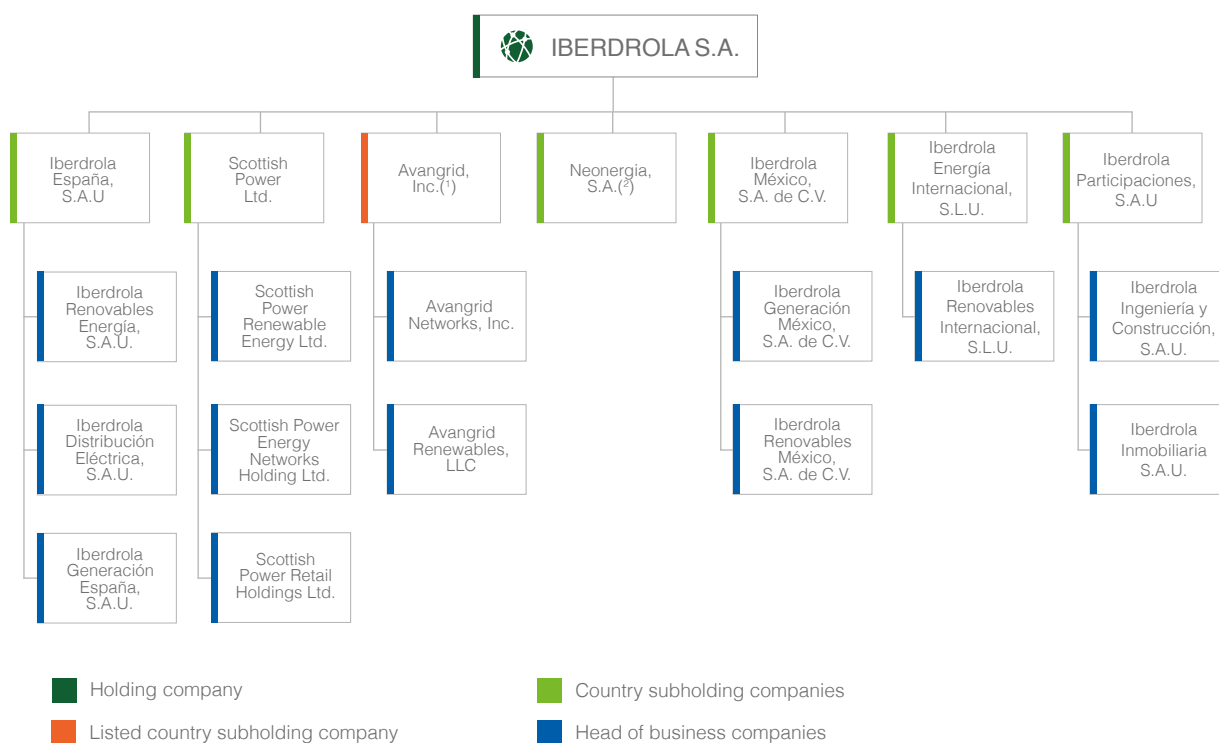 IBERDROLA S.A.
Iberdrola
España,
S.A.U
Scottish
Power
Ltd.
Avangrid,
Inc.(¹)
Neonergia,
S.A.(²)
Iberdrola
México,
S.A. de C.V.
Iberdrola
Energía
Internacional,
S.L.U.
Iberdrola
Participaciones,
S.A.U
Iberdrola
Renovables
Energía,
S.A.U.
Scottish
Power
Renewable
Energy Ltd.
Avangrid
Networks, Inc.
Iberdrola
Generación
México,
S.A. de C.V.
Iberdrola
Renovables
Internacional,
S.L.U.
Iberdrola
Ingeniería y
Construcción,
S.A.U.
Iberdrola
Distribución
Eléctrica,
S.A.U.
Scottish Power
Energy
Networks
Holding Ltd.
Avangrid
Renewables,
LLC
Iberdrola
Renovables
México,
S.A. de C.V.
Iberdrola
Inmobiliaria
S.A.U.
Iberdrola
Generación
España,
S.A.U.
Scottish
Power Retail
Holdings Ltd.
Holding company
Country subholding companies
Listed country subholding company
Head of business companies